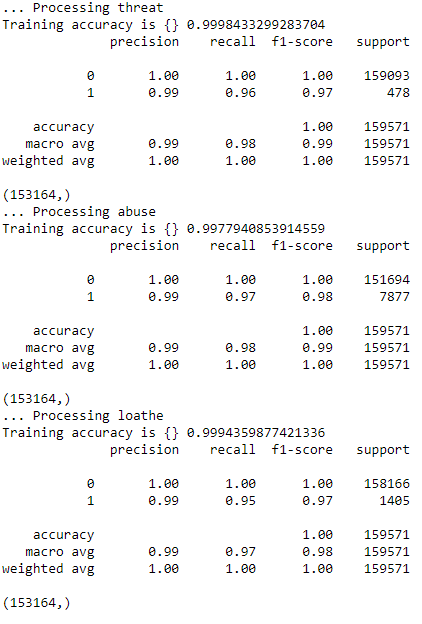 ... Processing threat
Training accuracy is {} 0.9998433299283704
precision recall f1-score support
0 1.00 1.00 1.00 159093
1 0.99 0.96 0.97 478
accuracy 1.00 159571
macro avg 0.99 0.98 0.99 159571
weighted avg 1.00 1.00 1.00 159571
(153164,)
... Processing abuse
Training accuracy is {} 0.9977940853914559
precision recall f1-score support
0 1.00 1.00 1.00 151694
1 0.99 0.97 0.98 7877
accuracy 1.00 159571
macro avg 0.99 0.98 0.99 159571
weighted avg 1.00 1.00 1.00 159571
(153164,)
... Processing loathe
Training accuracy is {} 0.9994359877421336
precision recall f1-score support
0 1.00 1.00 1.00 158166
1 0.99 0.95 0.97 1405
accuracy 1.00 159571
macro avg 0.99 0.97 0.98 159571
weighted avg 1.00 1.00 1.00 159571
(153164,)